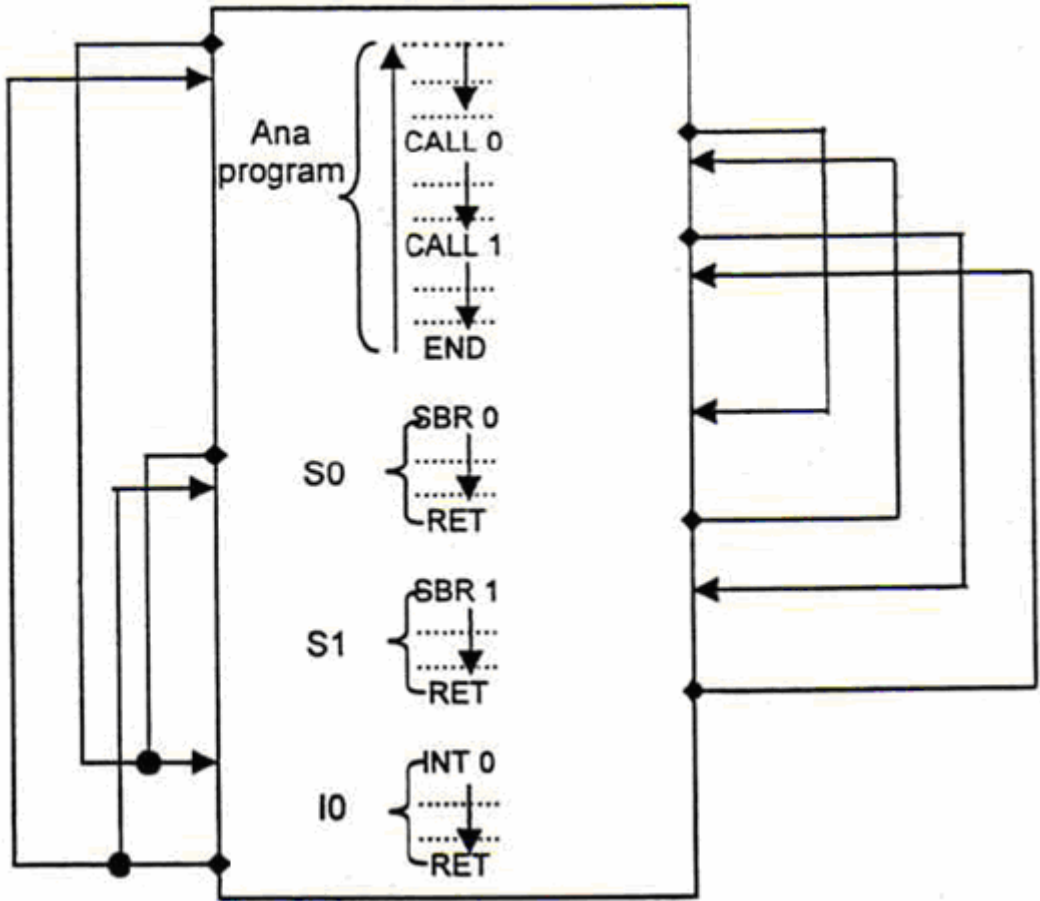 Ana
program
CALL 0
CALL 1
END
S0
SBR 0
RET
S1
SBR 1
RET
I0
INT 0
RET